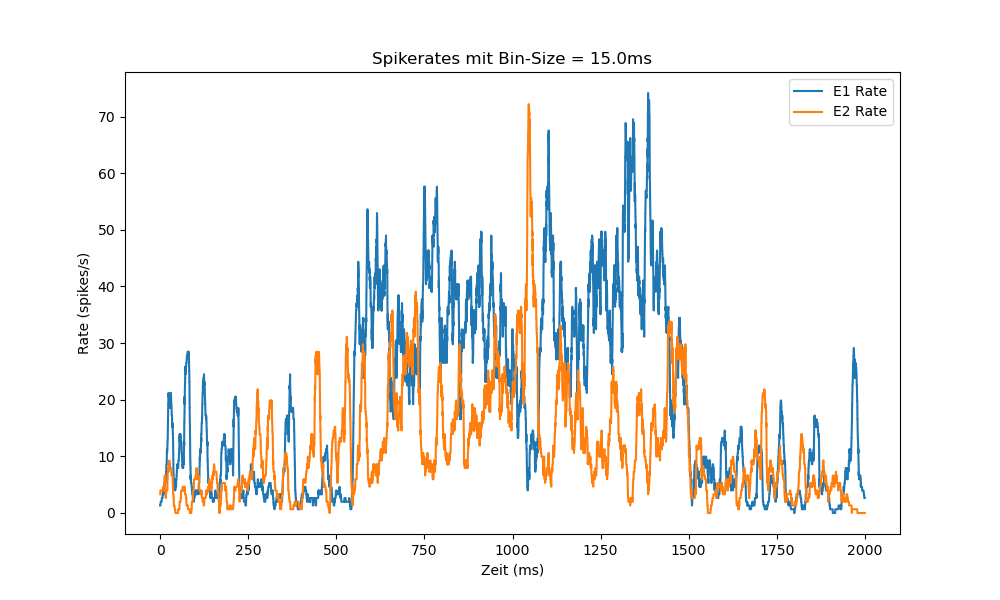 Spikerates mit Bin-Size = 15.0ms
E1 Rate
E2 Rate
Rate (spikes/s)
70
60
50
40
30
20
10
0
0 250 500 750 1000 1250 1500 1750 2000
Zeit (ms)